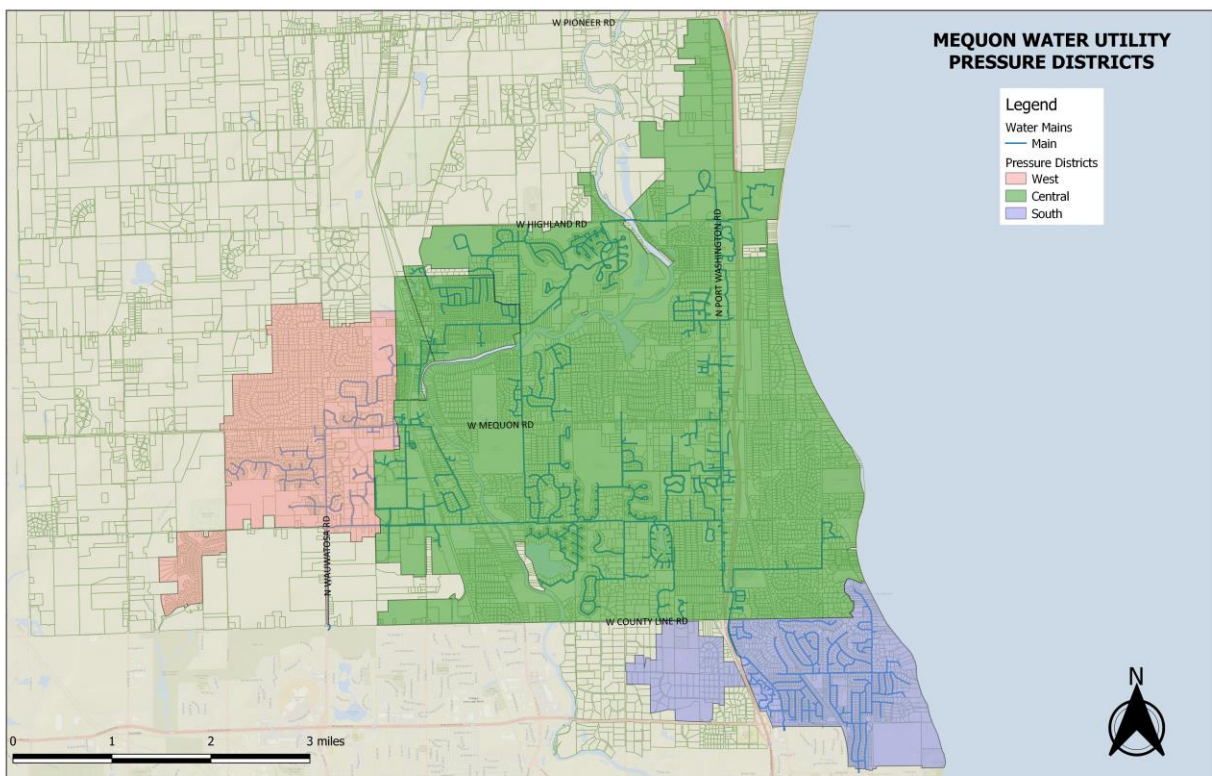 W PIONEER RD
MEQUON WATER UTILITY
PRESSURE DISTRICTS
Legend
Water Mains
Main
Pressure Districts
West
Central
South
W HIGHLAND RD
N PORT WASHINGTON RD
W MEQUON RD
N WAUWATOSA RD
W COUNTY LINE RD
N
0 1 2 3 miles